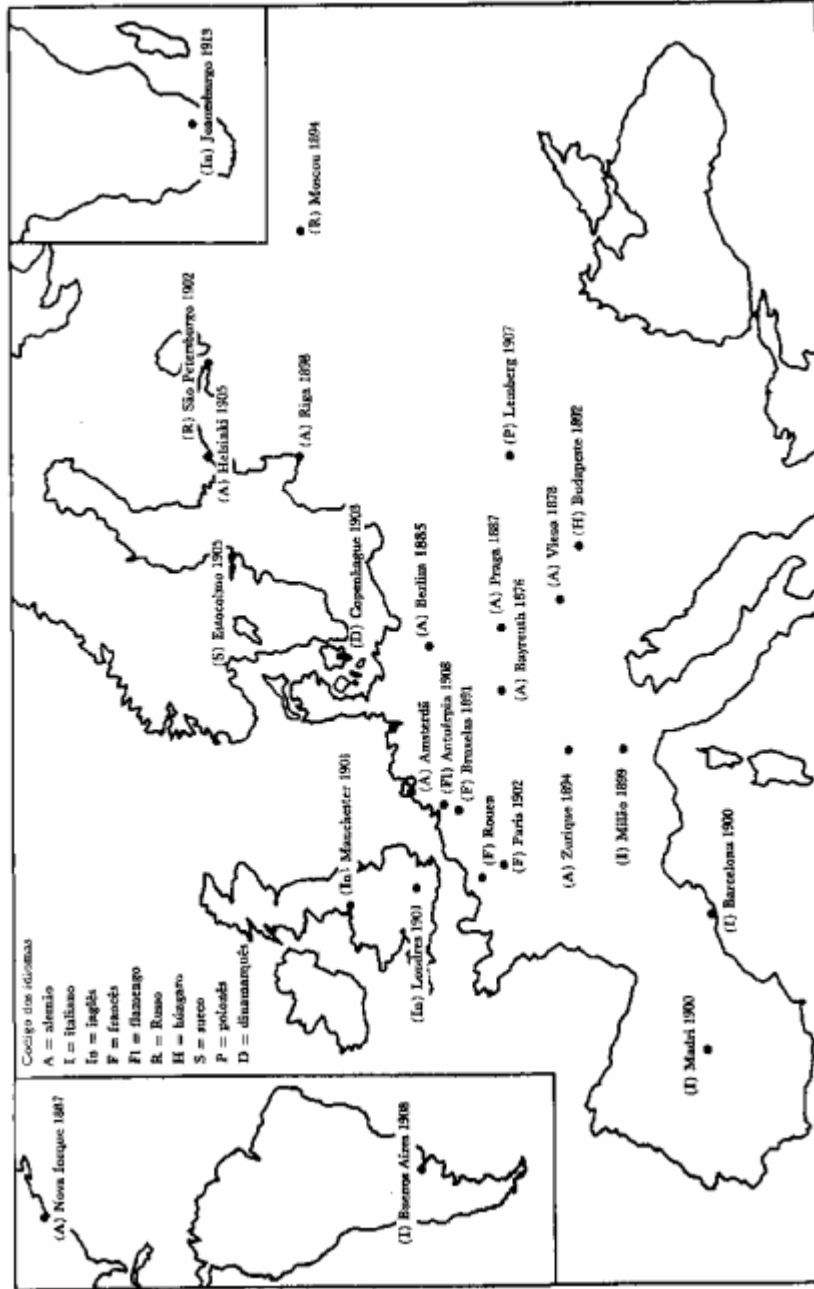 Codigo dos idiomas
A = alemão
I = italiano
In = inglês
F = francês
Fl = flamengo
R = Russo
H = húngaro
S = sueco
P = polonês
D = dinamarquês
(A) Nova Iorque 1887
(I) Buenos Aires 1908
(In) Joanesburgo 1913
(R) São Petersburgo 1902
(A) Helsinki 1905
(R) Moscou 1894
(S) Estocolmo 1905
(A) Riga 1898
(D) Copenhague 1903
(In) Manchester 1901
(A) Amsterdã
(A) Berlim 1885
(In) Londres 1901
(Fl) Antuérpia 1908
(F) Bruxelas 1891
(F) Rouen
(F) Paris 1902
(A) Praga 1887
(A) Bayreuth 1876
(P) Lemberg 1907
(A) Viena 1878
(H) Budapeste 1892
(A) Zurique 1894
(I) Milão 1899
(I) Barcelona 1900
(I) Madri 1900